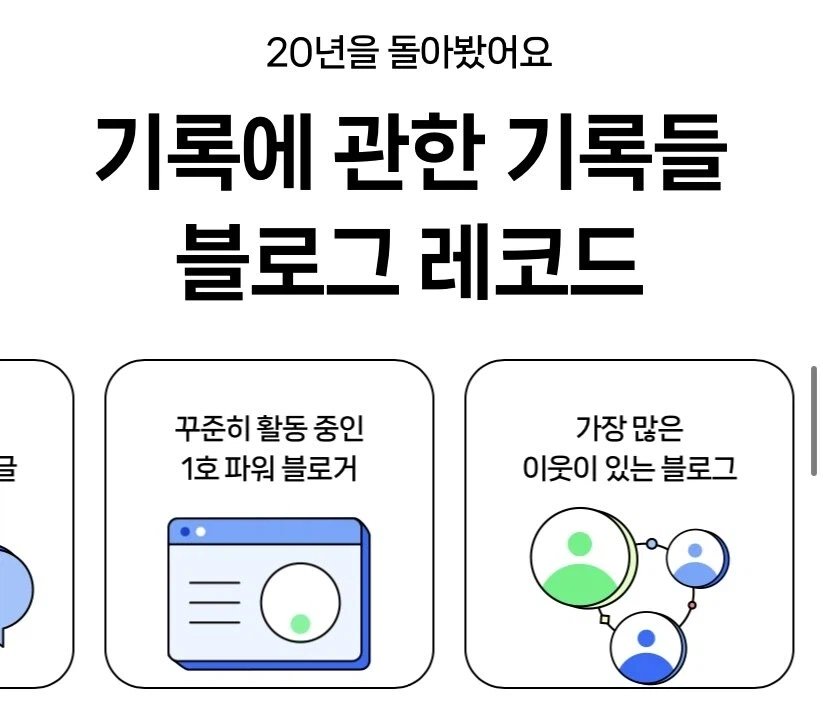 20년을 돌아봤어요
기록에 관한 기록들
블로그 레코드
글
꾸준히 활동 중인
1호 파워 블로거
가장 많은
이웃이 있는 블로그